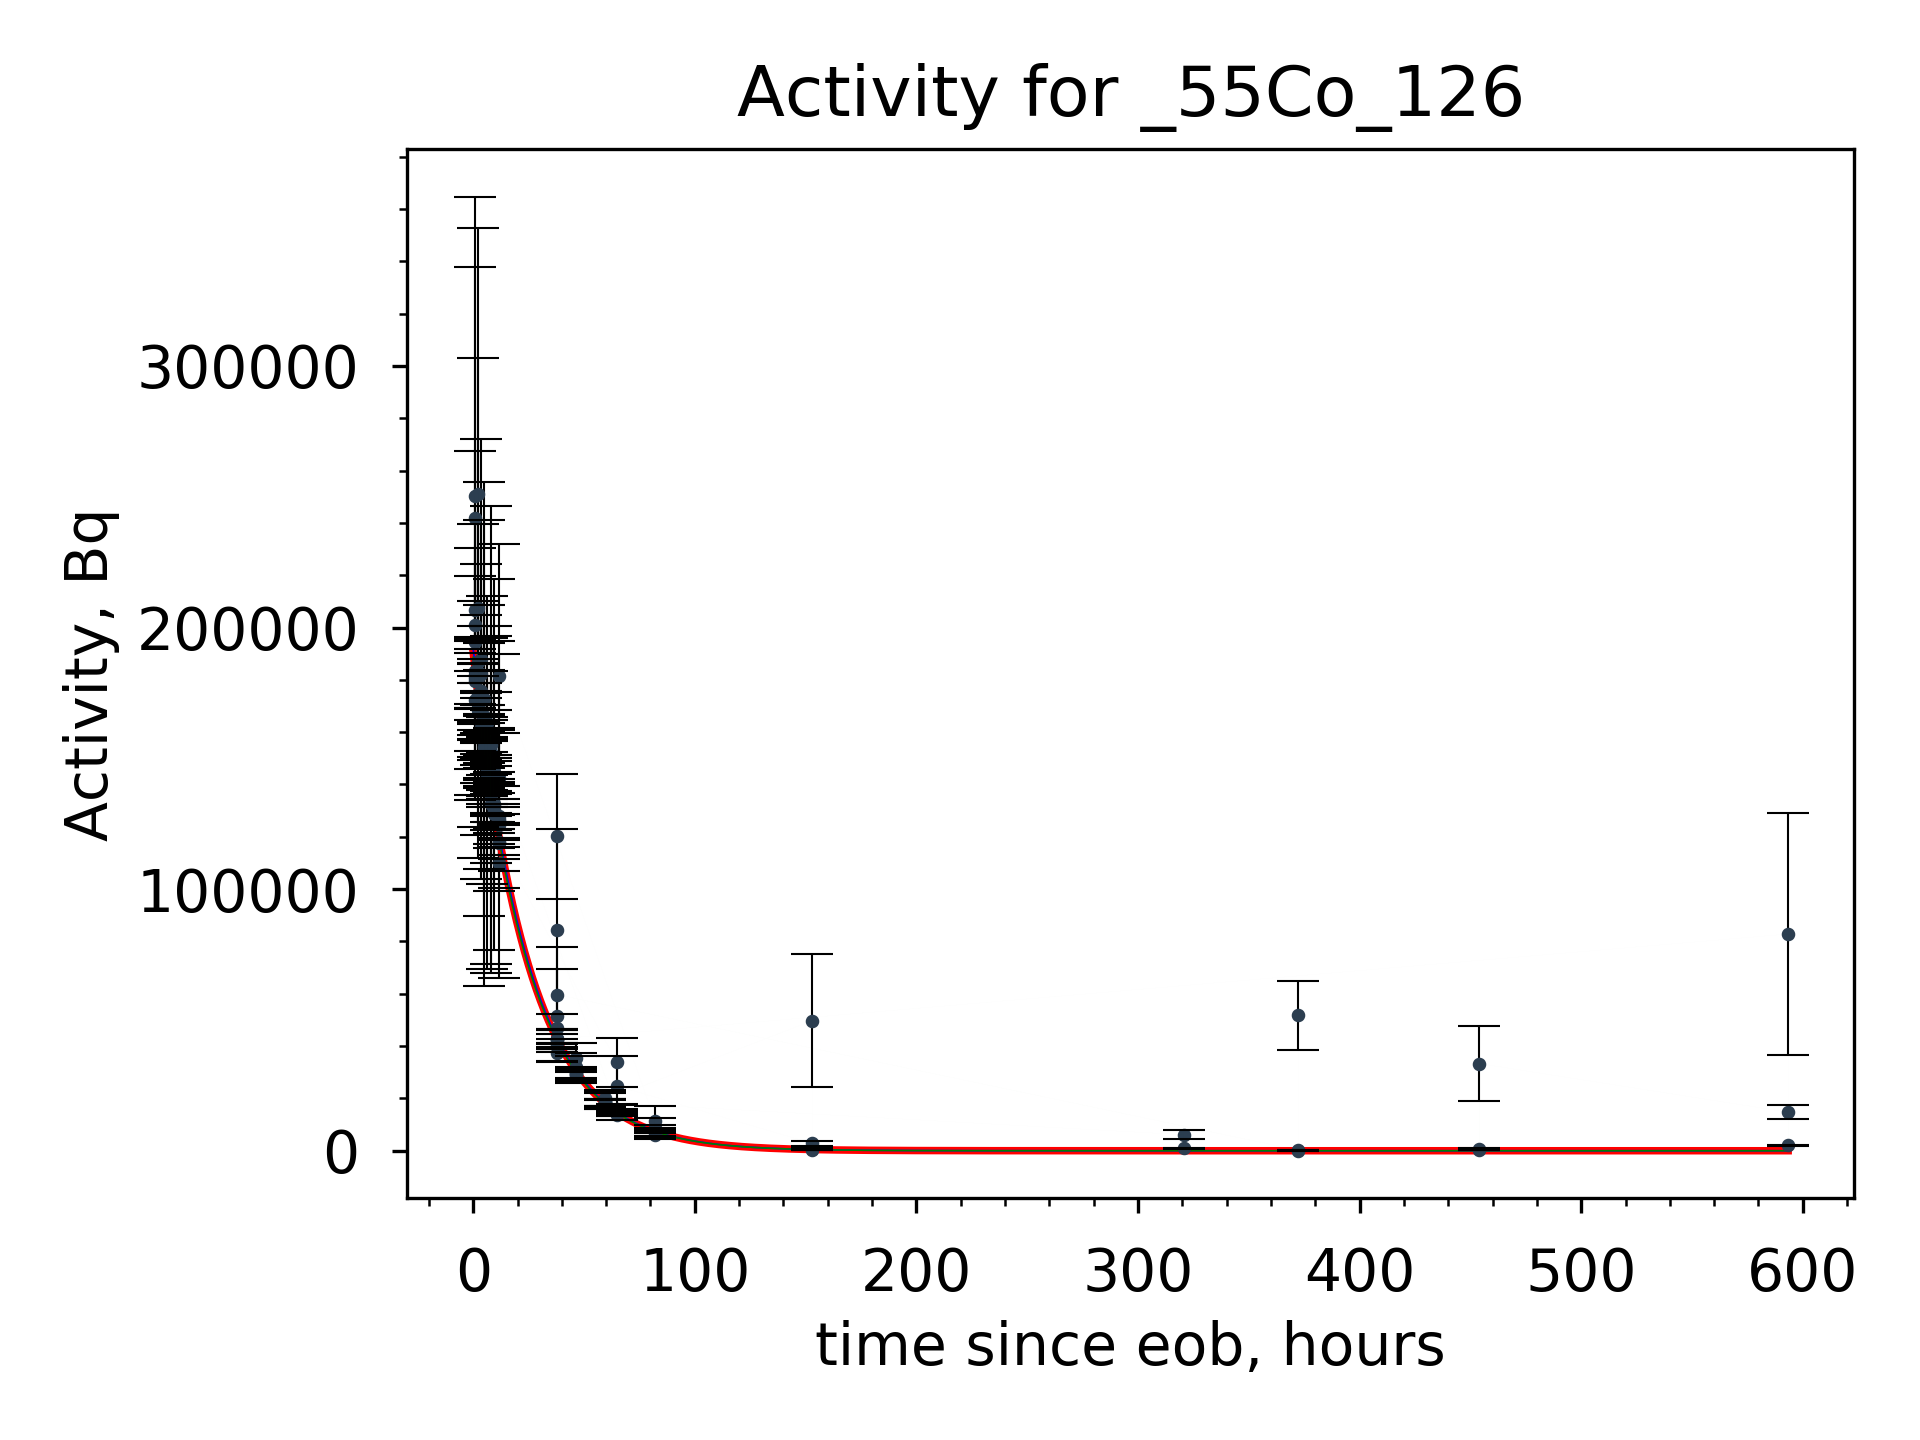 Activity for _55Co_126
Activity, Bq
300000
200000
100000
0
0 100 200 300 400 500 600
time since eob, hours